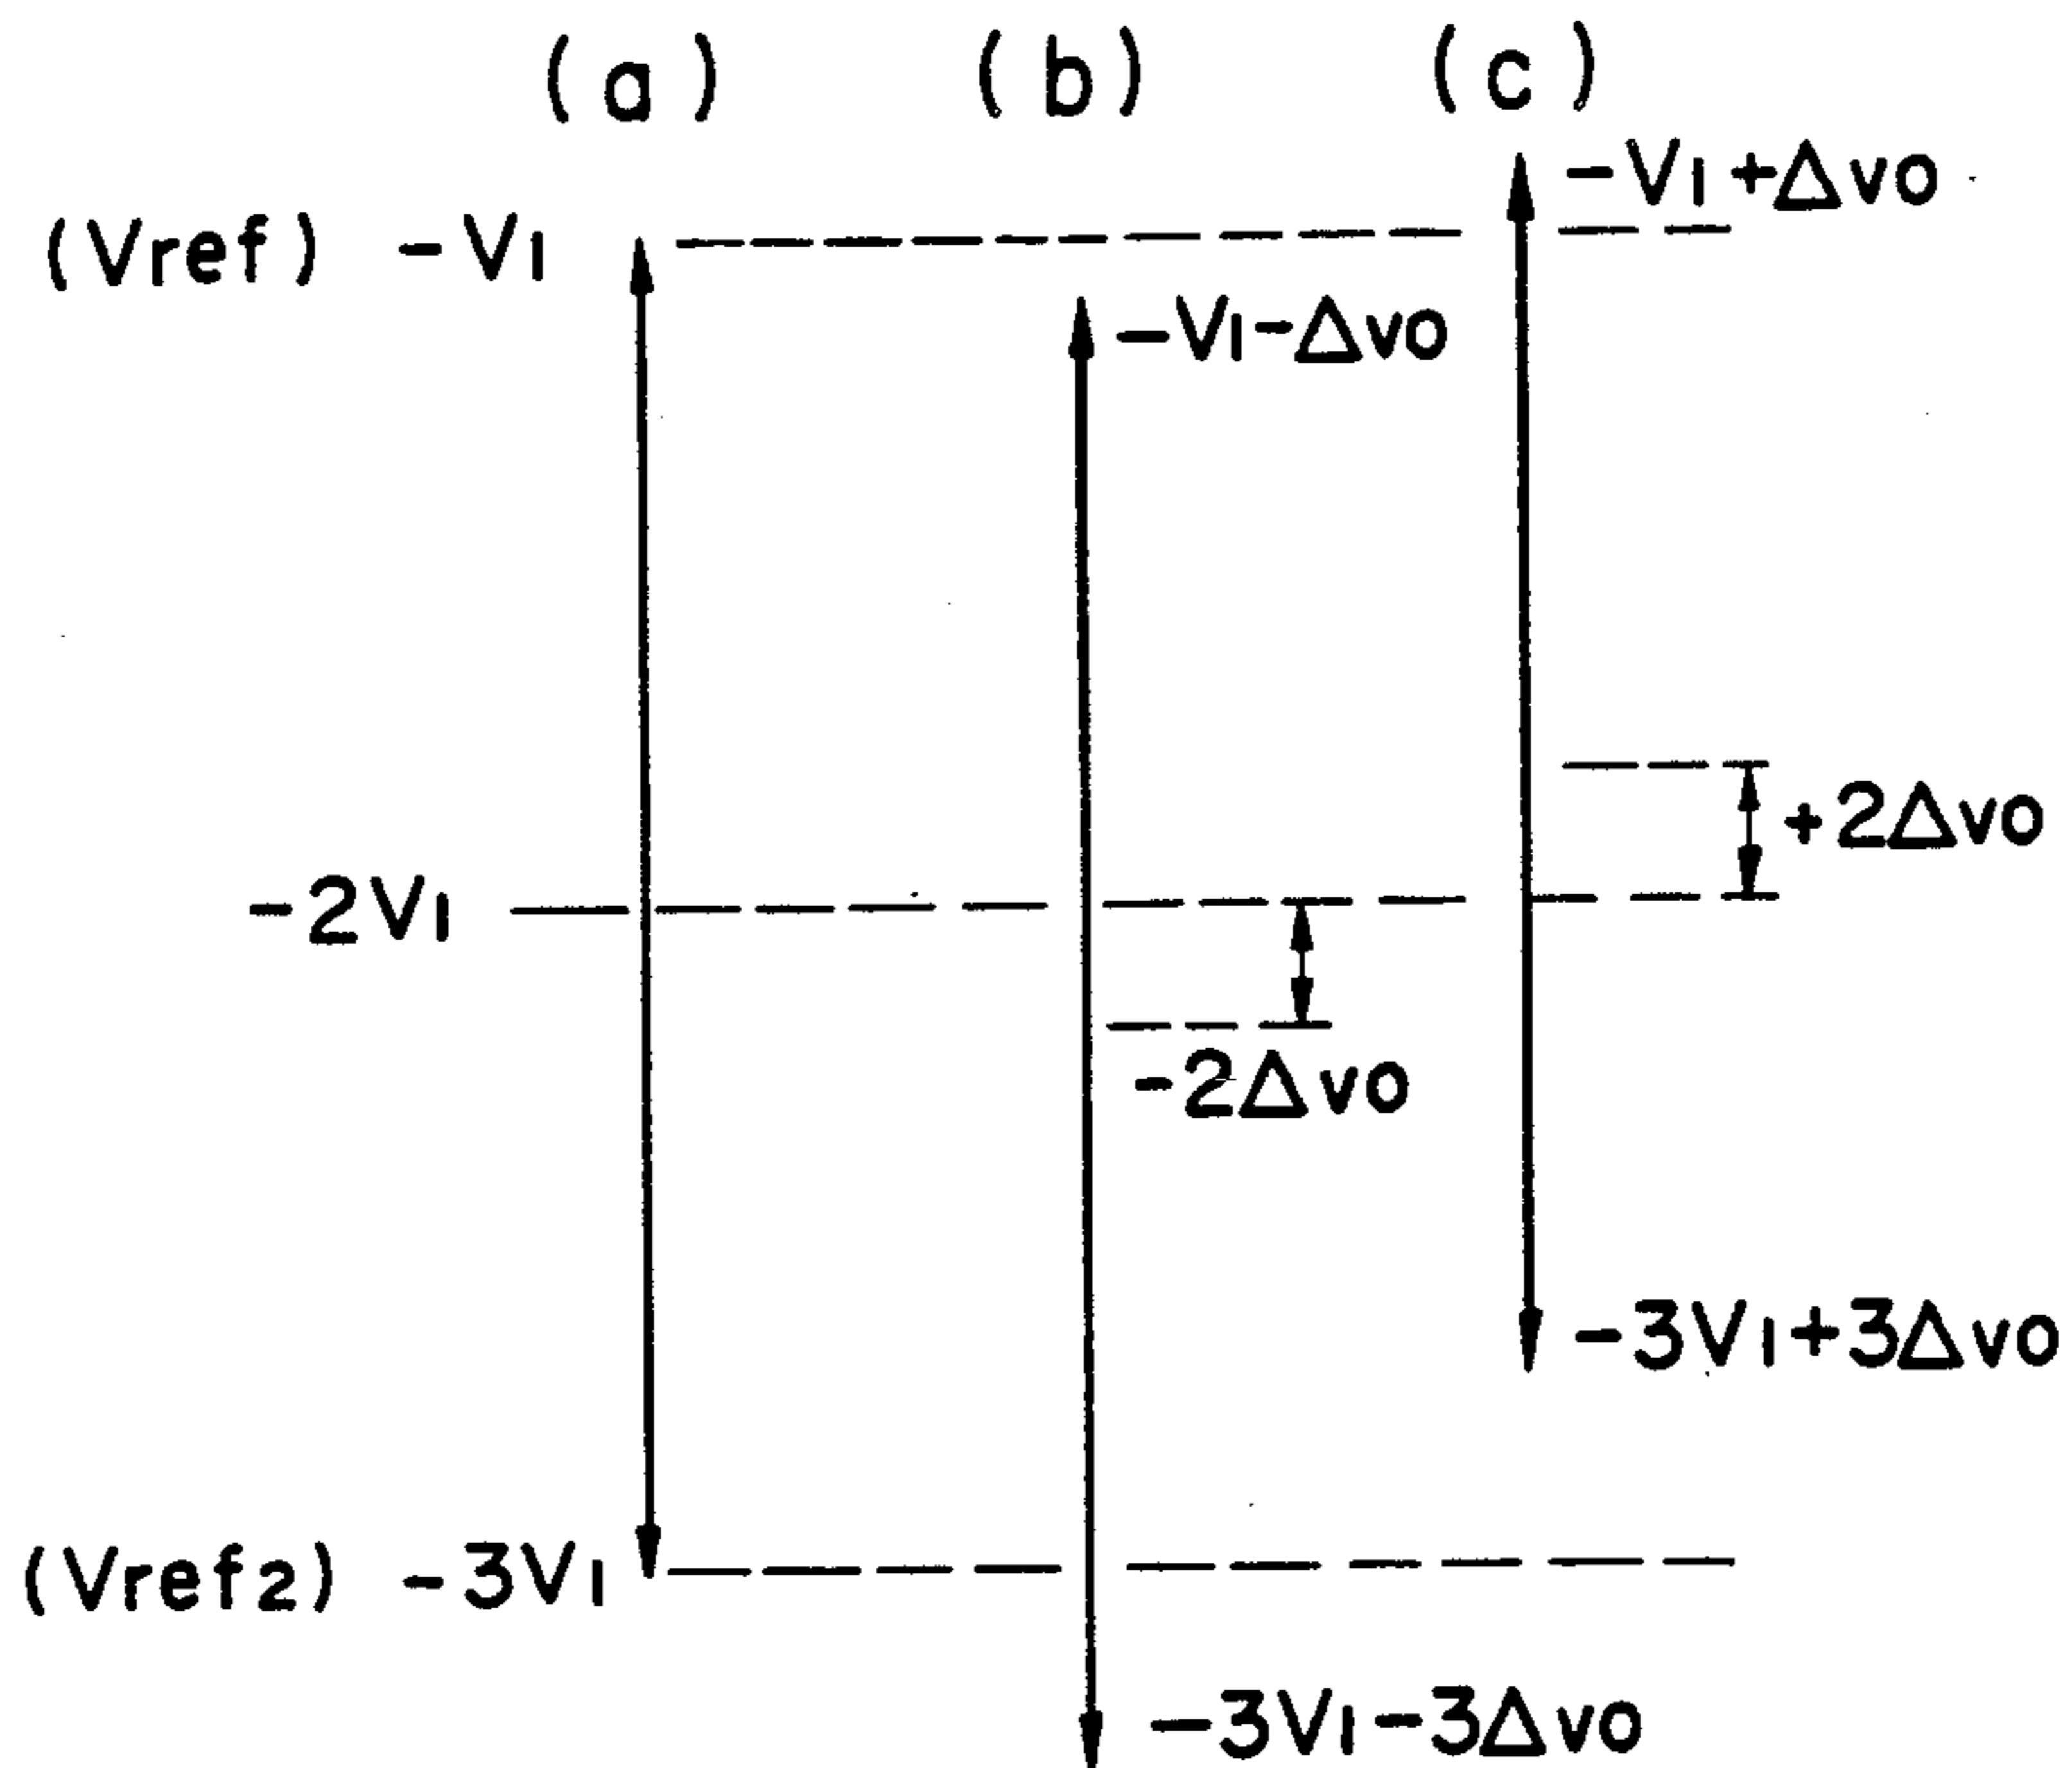 (a) (b) (c)
-V1+Δvo
(Vref) -V1
-V1-Δvo
+2Δvo
-2V1
-2Δvo
-3V1+3Δvo
(Vref2) -3V1
-3V1-3Δvo